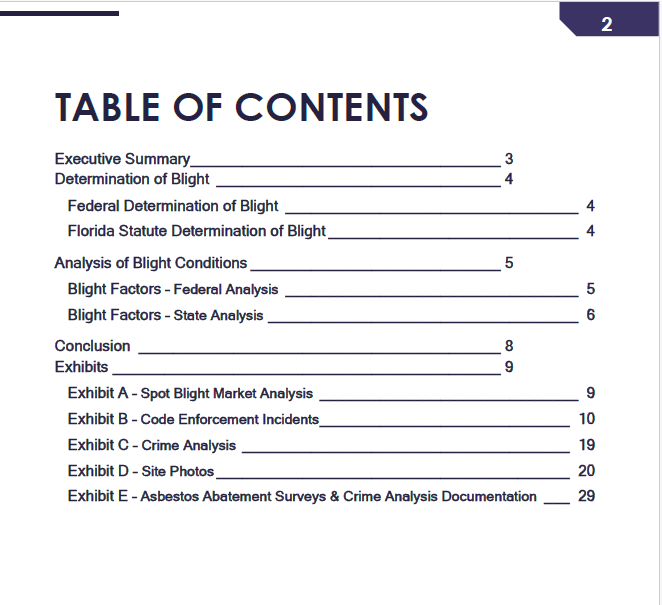 2
TABLE OF CONTENTS
Executive Summary 3
Determination of Blight 4
Federal Determination of Blight 4
Florida Statute Determination of Blight 4
Analysis of Blight Conditions 5
Blight Factors - Federal Analysis 5
Blight Factors - State Analysis 6
Conclusion 8
Exhibits 9
Exhibit A - Spot Blight Market Analysis 9
Exhibit B - Code Enforcement Incidents 10
Exhibit C - Crime Analysis 19
Exhibit D - Site Photos 20
Exhibit E - Asbestos Abatement Surveys & Crime Analysis Documentation 29